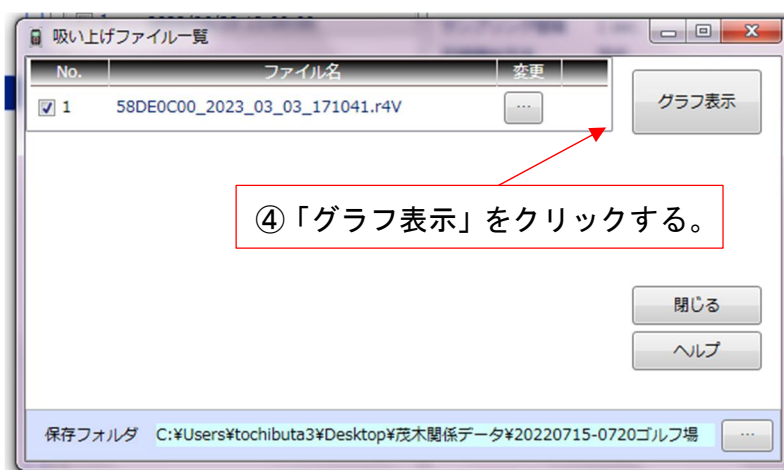 吸い上げファイル一覧
No. ファイル名 変更
1 58DE0C00_2023_03_03_171041.r4V ...
グラフ表示
④「グラフ表示」をクリックする。
閉じる
ヘルプ
保存フォルダ C:¥Users¥tochibuta3¥Desktop¥茂木関係データ¥20220715-0720ゴルフ場 ...